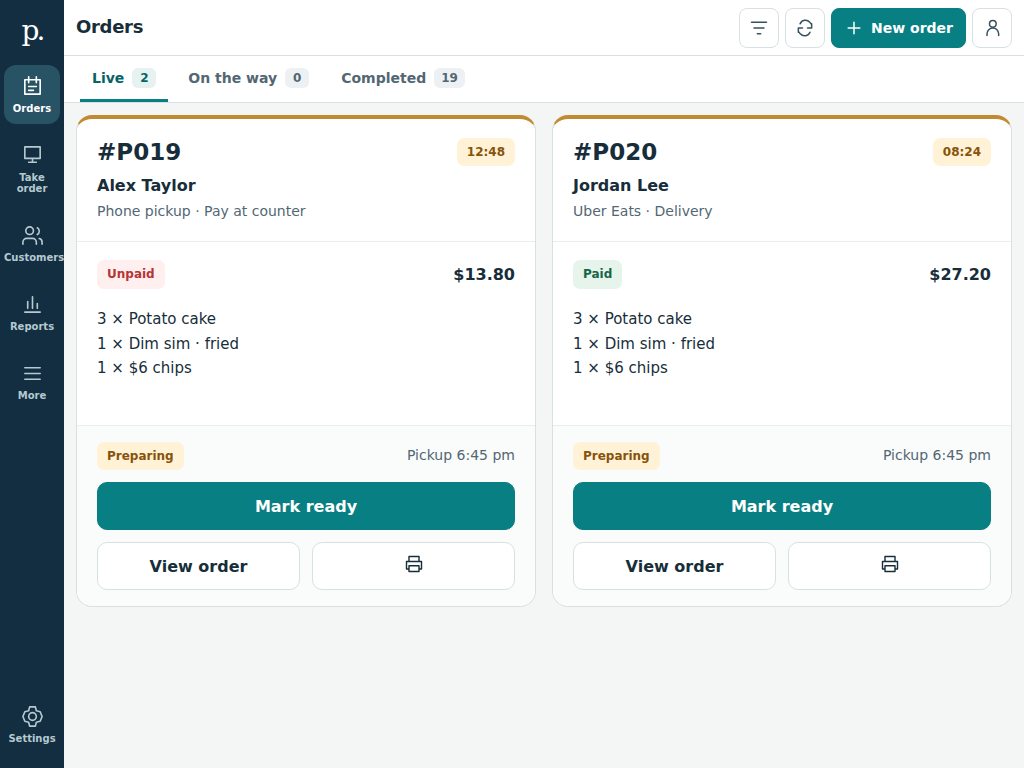 p.
Orders
New order
Live 2
On the way 0
Completed 19
Orders
Take
order
Customers
Reports
More
Settings
#P019
12:48
Alex Taylor
Phone pickup · Pay at counter
Unpaid
$13.80
3 × Potato cake
1 × Dim sim · fried
1 × $6 chips
Preparing
Pickup 6:45 pm
Mark ready
View order
#P020
08:24
Jordan Lee
Uber Eats · Delivery
Paid
$27.20
3 × Potato cake
1 × Dim sim · fried
1 × $6 chips
Preparing
Pickup 6:45 pm
Mark ready
View order